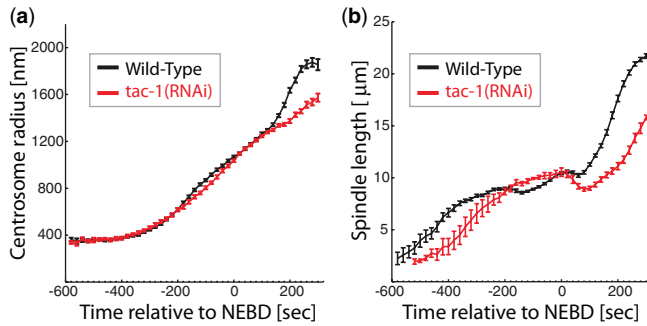 (a)
Centrosome radius [nm]
2000
1600
1200
800
400
Wild-Type
tac-1(RNAi)
-600 -400 -200 0 200
Time relative to NEBD [sec]
(b)
Spindle length [ μm]
25
20
15
10
5
Wild-Type
tac-1(RNAi)
-600 -400 -200 0 200
Time relative to NEBD [sec]